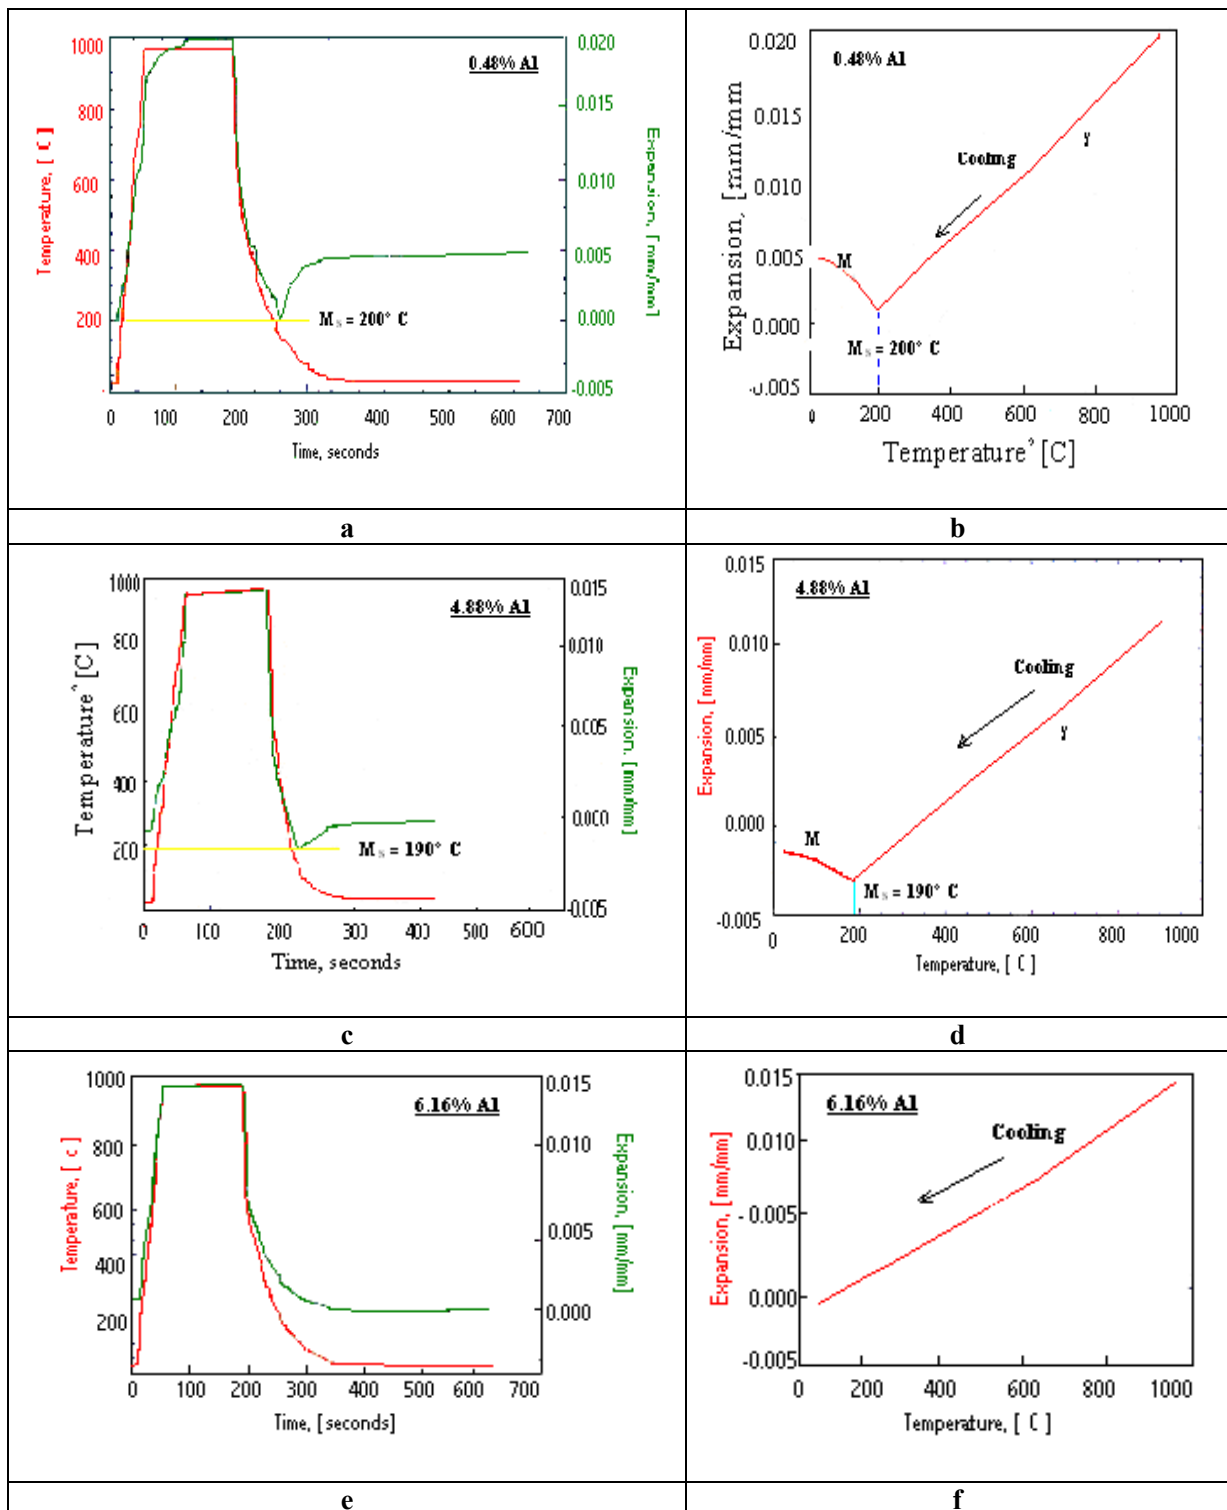 1000
800
600
400
200
Temperature, [ C]
0.48% Al
0.020
0.015
0.010
0.005
0.000
-0.005
Expansion, [mm/mm]
Ms = 200° C
0 100 200 300 400 500 600 700
Time, seconds
0.020
0.015
0.010
0.005
0.000
-0.005
Expansion, [mm/mm]
0.48% Al
Cooling
γ
M
Ms = 200° C
0 200 400 600 800 1000
Temperature° [C]
a
b
1000
800
600
400
200
Temperature° [C]
4.88% Al
0.015
0.010
0.005
0.000
-0.005
Expansion, [mm/mm]
Ms = 190° C
0 100 200 300 400 500 600
Time, seconds
0.015
0.010
0.005
0.000
-0.005
Expansion, [mm/mm]
4.88% Al
Cooling
γ
M
Ms = 190° C
0 200 400 600 800 1000
Temperature, [ C]
c
d
1000
800
600
400
200
Temperature, [ c]
6.16% Al
0.015
0.010
0.005
0.000
Expansion, [mm/mm]
0 100 200 300 400 500 600 700
Time, [seconds]
0.015
0.010
-0.005
0.000
-0.005
Expansion, [mm/mm]
6.16% Al
Cooling
0 200 400 600 800 1000
Temperature, [ C]
e
f